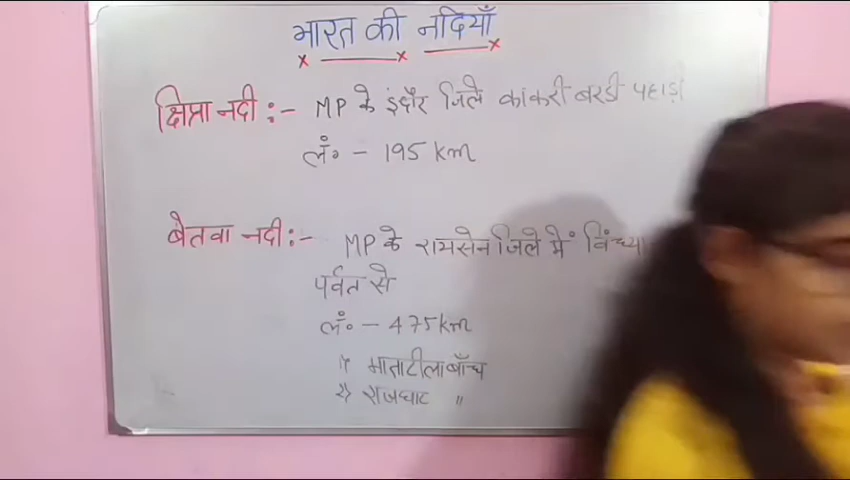 भारत की नदियाँ
क्षिप्रा नदी :- MP के इंदौर जिले कांकरी बरडी पहाड़ी
लं० - 195 km
बेतवा नदी :- MP के रायसेन जिले में विंध्या
पर्वत से
लं० - 475 km
1) माताटीला बाँध
2) राजघाट "